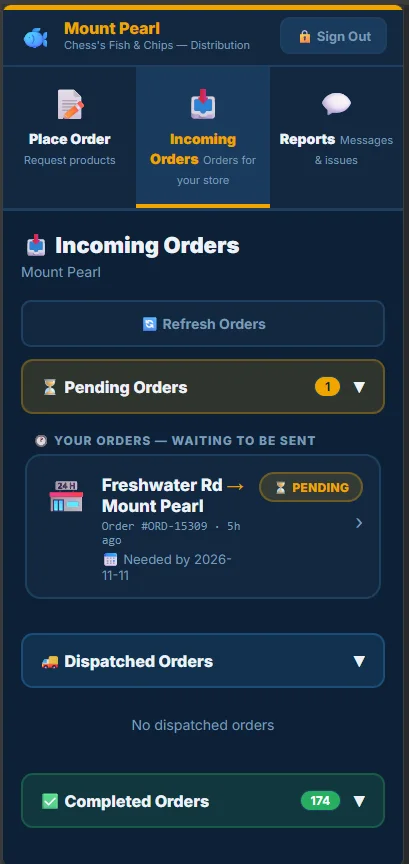 Mount Pearl
Chess's Fish & Chips — Distribution
Sign Out
Place Order
Request products
Incoming
Orders Orders for
your store
Reports Messages
& issues
Incoming Orders
Mount Pearl
Refresh Orders
Pending Orders 1 ▼
YOUR ORDERS — WAITING TO BE SENT
24 H
Freshwater Rd →
Mount Pearl
PENDING
Order #ORD-15309 · 5h
ago
Needed by 2026-
11-11
›
Dispatched Orders ▼
No dispatched orders
Completed Orders 174 ▼